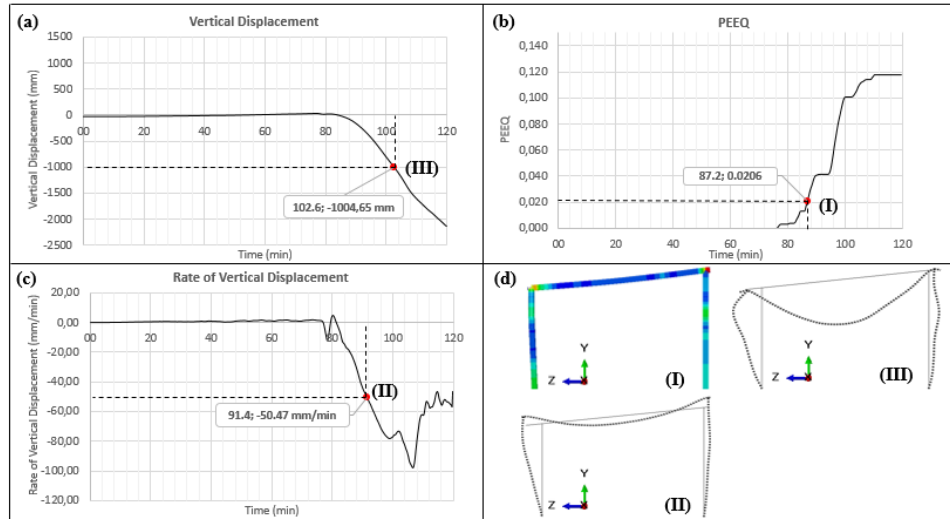 (a)
Vertical Displacement
1500
1000
500
0
-500
-1000
-1500
-2000
2500
Vertical Displacement (mm)
00 20 40 60 80 100 120
(III)
102.6; -1004,65 mm
Time (min)
(b)
PEEQ
0,140
0,120
0,100
0,080
0,060
0,040
0,020
0,000
PEEQ
87.2; 0.0206
(I)
00 20 40 60 80 100 120
Time (min)
(c)
Rate of Vertical Displacement
20,00
0,00
-20,00
-40,00
-60,00
-80,00
-100,00
-120,00
Rate of Vertical Displacement (mm/min)
00 20 40 60 80 100 120
(II)
91.4; -50.47 mm/min
Time (min)
(d)
Y
Z X
(I)
Y
Z X
(III)
Y
Z X
(II)